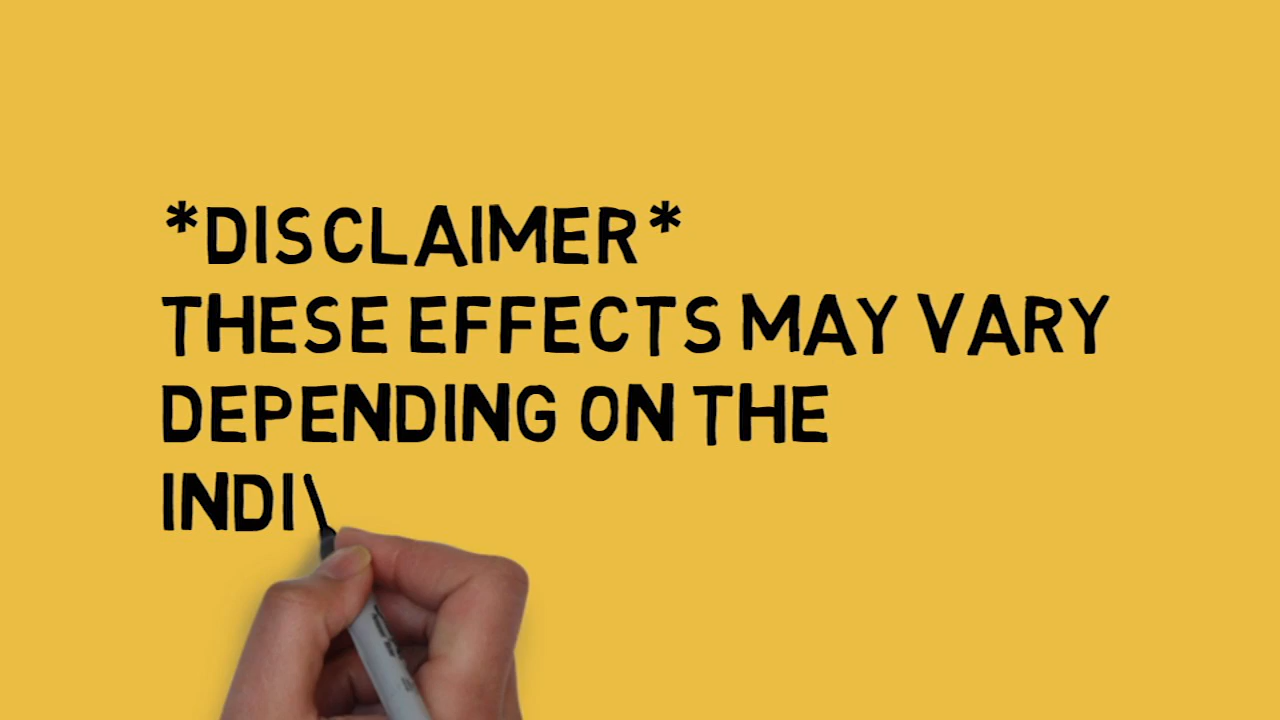 *DISCLAIMER*
THESE EFFECTS MAY VARY
DEPENDING ON THE
INDI